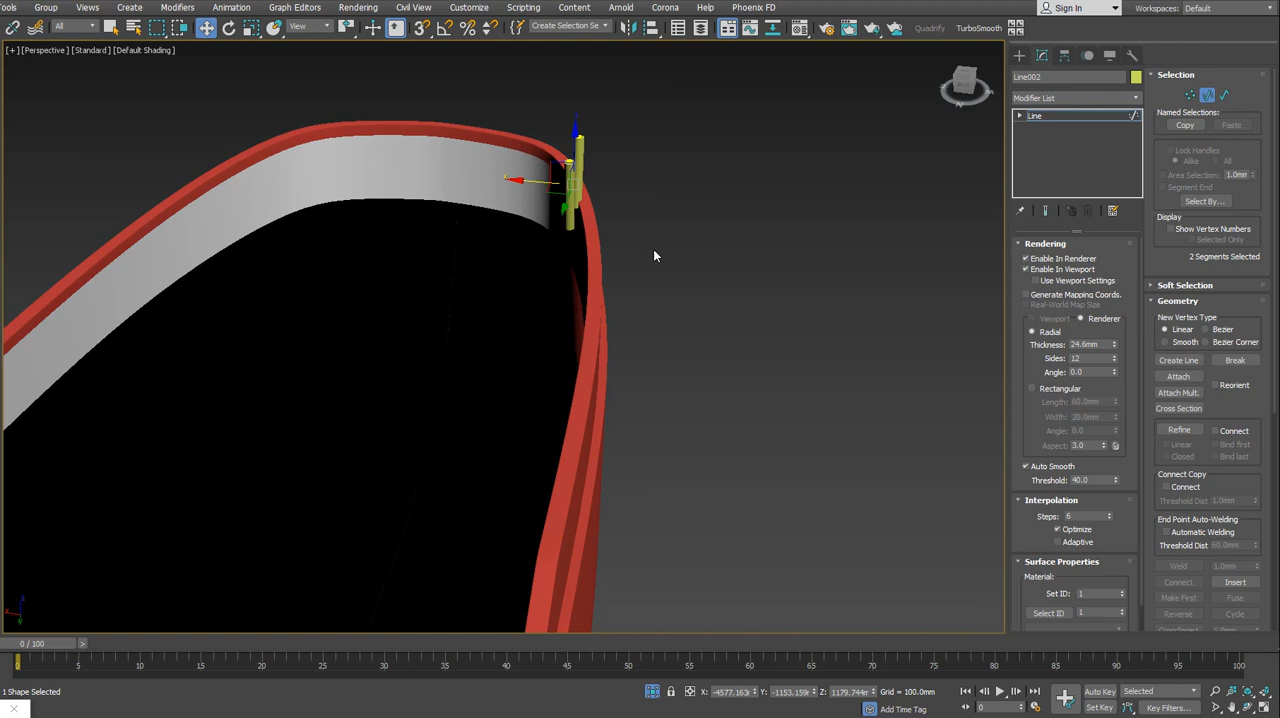 Tools Group Views Create Modifiers Animation Graph Editors Rendering Civil View Customize Scripting Content Arnold Corona Help Phoenix FD Sign In Workspaces: Default
All View Create Selection Se Quadrify TurboSmooth
[+] [Perspective] [Standard] [Default Shading]
Line002
Modifier List
Line
Rendering
Enable In Renderer
Enable In Viewport
Use Viewport Settings
Generate Mapping Coords.
Real-World Map Size
Viewport Renderer
Radial
Thickness: 24.6mm
Sides: 12
Angle: 0.0
Rectangular
Length: 60.0mm
Width: 20.0mm
Angle: 0.0
Aspect: 3.0
Auto Smooth
Threshold: 40.0
Interpolation
Steps: 6
Optimize
Adaptive
Surface Properties
Material:
Set ID: 1
Select ID 1
Selection
Named Selections:
Copy Paste
Lock Handles
Alike All
Area Selection: 1.0mm
Segment End
Select By...
Display
Show Vertex Numbers
Selected Only
2 Segments Selected
Soft Selection
Geometry
New Vertex Type
Linear Bezier
Smooth Bezier Corner
Create Line Break
Attach
Reorient
Attach Mult.
Cross Section
Refine Connect
Linear Bind first
Closed Bind last
Connect Copy
Connect
Threshold Dist 1.0mm
End Point Auto-Welding
Automatic Welding
Threshold Dist 60.0mm
Weld 1.0mm
Connect Insert
Make First Fuse
Reverse Cycle
0 / 100 >
0 5 10 15 20 25 30 35 40 45 50 55 60 65 70 75 80 85 90 95 100
1 Shape Selected X: -4577.163m Y: -1153.159m Z: 1179.744m Grid = 100.0mm Auto Key Selected
Add Time Tag 0 Set Key Key Filters...